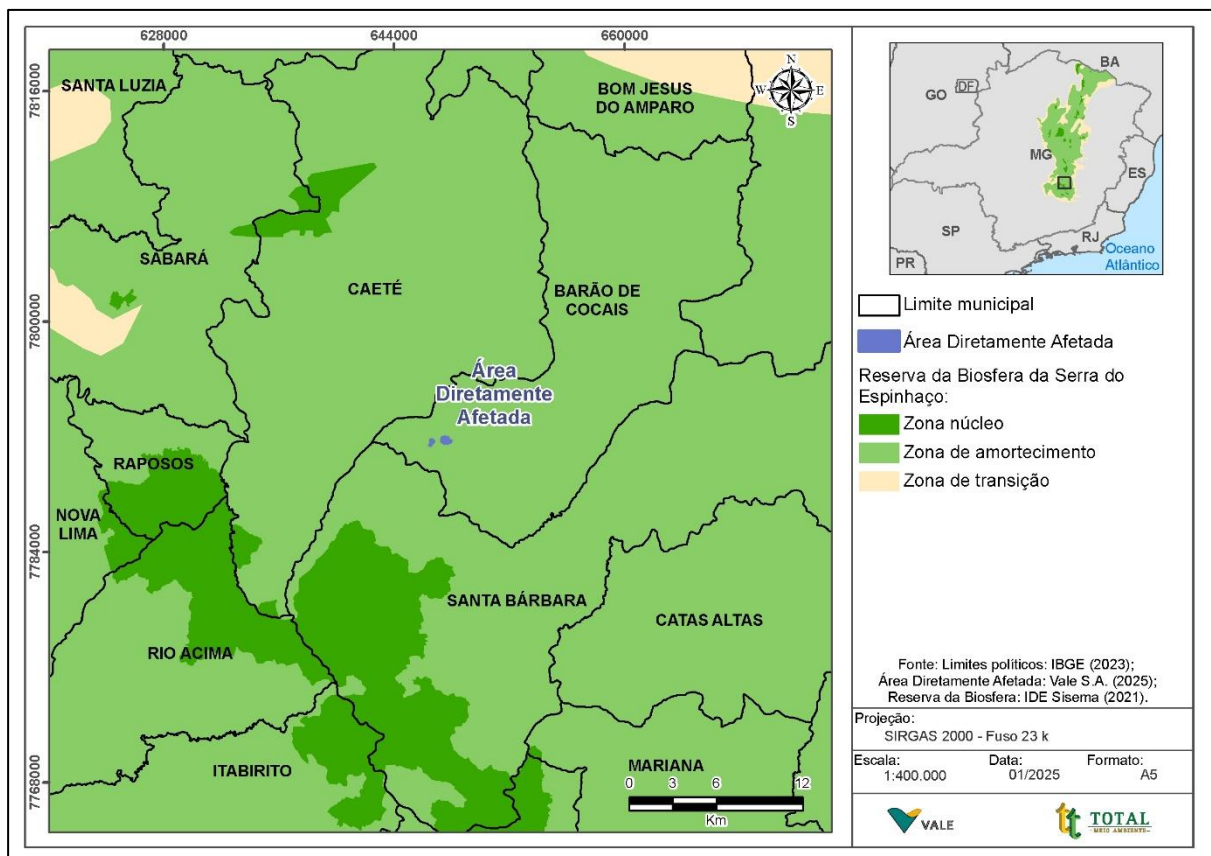 628000
644000
660000
7816000
7800000
7784000
7768000
SANTA LUZIA
BOM JESUS
DO AMPARO
N
W
E
S
SABARÁ
CAETÉ
BARÃO DE
COCAIS
Área
Diretamente
Afetada
RAPOSOS
NOVA
LIMA
SANTA BÁRBARA
CATAS ALTAS
RIO ACIMA
ITABIRITO
MARIANA
0 3 6 12
Km
BA
GO
DF
MG
ES
SP
RJ
PR
Oceano
Atlântico
Limite municipal
Área Diretamente Afetada
Reserva da Biosfera da Serra do
Espinhaço:
Zona núcleo
Zona de amortecimento
Zona de transição
Fonte: Limites políticos: IBGE (2023);
Área Diretamente Afetada: Vale S.A. (2025);
Reserva da Biosfera: IDE Sisema (2021).
Projeção:
SIRGAS 2000 - Fuso 23 k
Escala:
1:400.000
Data:
01/2025
Formato:
A5
VALE
TOTAL
MEIO AMBIENTE